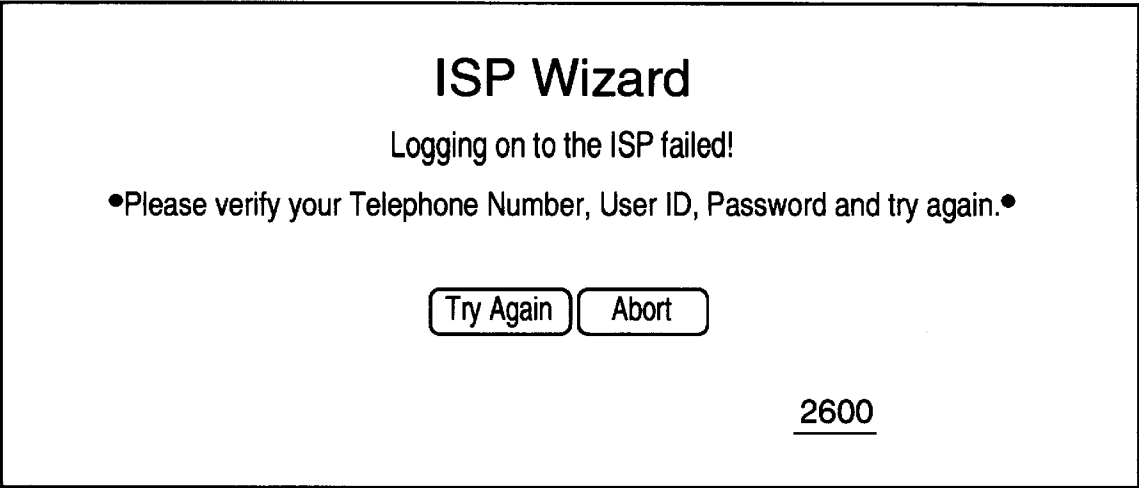 ISP Wizard
Logging on to the ISP failed!
•Please verify your Telephone Number, User ID, Password and try again.•
Try Again Abort
2600